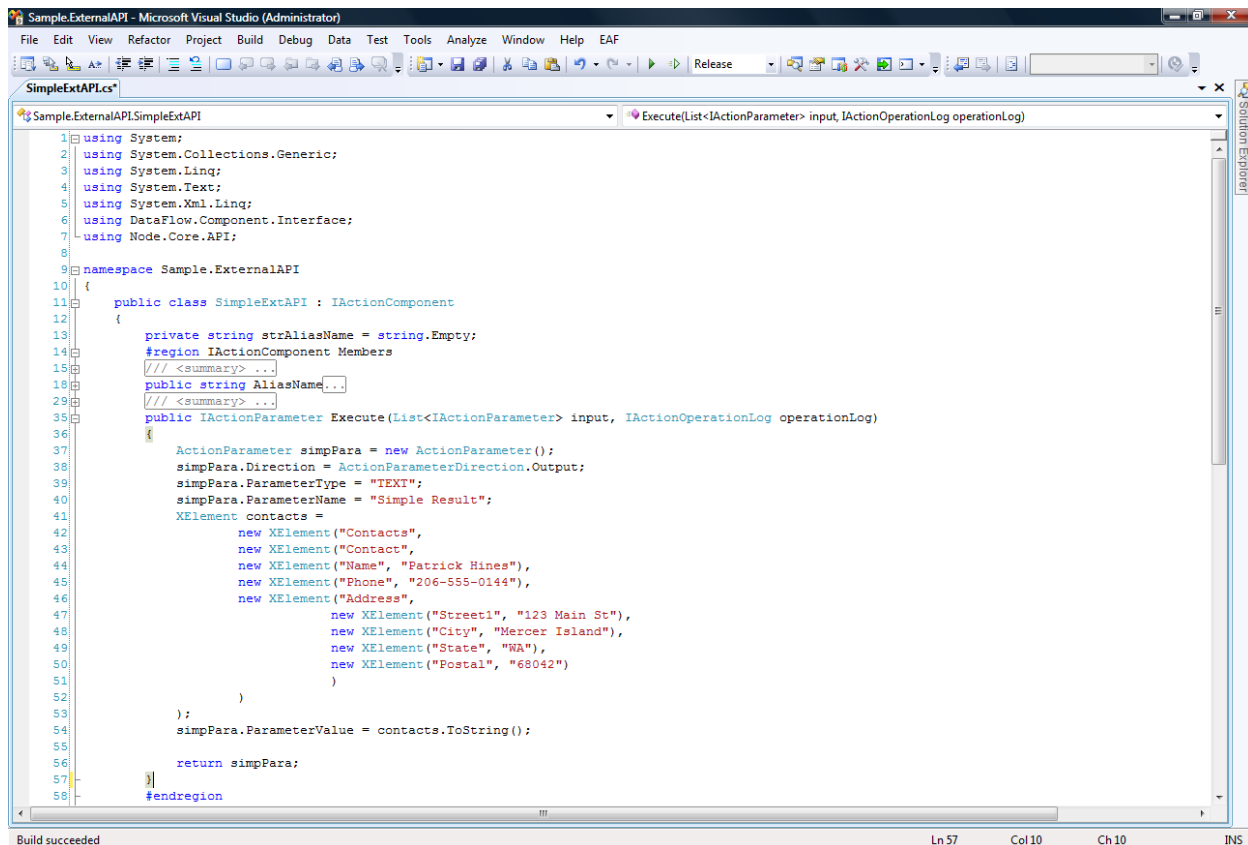 Sample.ExternalAPI - Microsoft Visual Studio (Administrator)
File Edit View Refactor Project Build Debug Data Test Tools Analyze Window Help EAF
Release
SimpleExtAPI.cs*
Sample.ExternalAPI.SimpleExtAPI
Execute(List<IActionParameter> input, IActionOperationLog operationLog)
Solution Explorer
1 using System;
2 using System.Collections.Generic;
3 using System.Linq;
4 using System.Text;
5 using System.Xml.Linq;
6 using DataFlow.Component.Interface;
7 using Node.Core.API;
8
9 namespace Sample.ExternalAPI
10 {
11 public class SimpleExtAPI : IActionComponent
12 {
13 private string strAliasName = string.Empty;
14 #region IActionComponent Members
15 /// <summary> ...
18 public string AliasName...
29 /// <summary> ...
35 public IActionParameter Execute(List<IActionParameter> input, IActionOperationLog operationLog)
36 {
37 ActionParameter simpPara = new ActionParameter();
38 simpPara.Direction = ActionParameterDirection.Output;
39 simpPara.ParameterType = "TEXT";
40 simpPara.ParameterName = "Simple Result";
41 XElement contacts =
42 new XElement("Contacts",
43 new XElement("Contact",
44 new XElement("Name", "Patrick Hines"),
45 new XElement("Phone", "206-555-0144"),
46 new XElement("Address",
47 new XElement("Street1", "123 Main St"),
48 new XElement("City", "Mercer Island"),
49 new XElement("State", "WA"),
50 new XElement("Postal", "68042")
51 )
52 )
53 );
54 simpPara.ParameterValue = contacts.ToString();
55
56 return simpPara;
57 }
58 #endregion
Build succeeded Ln 57 Col 10 Ch 10 INS